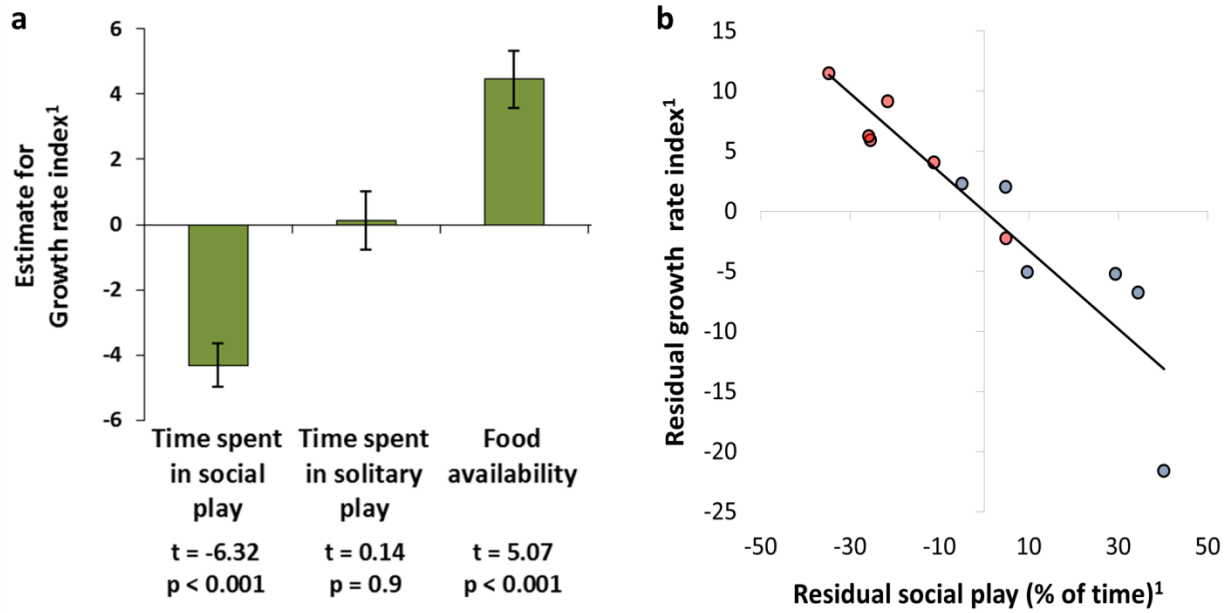 a
Estimate for
Growth rate index¹
6
4
2
0
-2
-4
-6
Time spent
in social
play
t = -6.32
p < 0.001
Time spent
in solitary
play
t = 0.14
p = 0.9
Food
availability
t = 5.07
p < 0.001
b
Residual growth rate index¹
15
10
5
0
-5
-10
-15
-20
-25
-50
-30
-10
10
30
50
Residual social play (% of time)¹